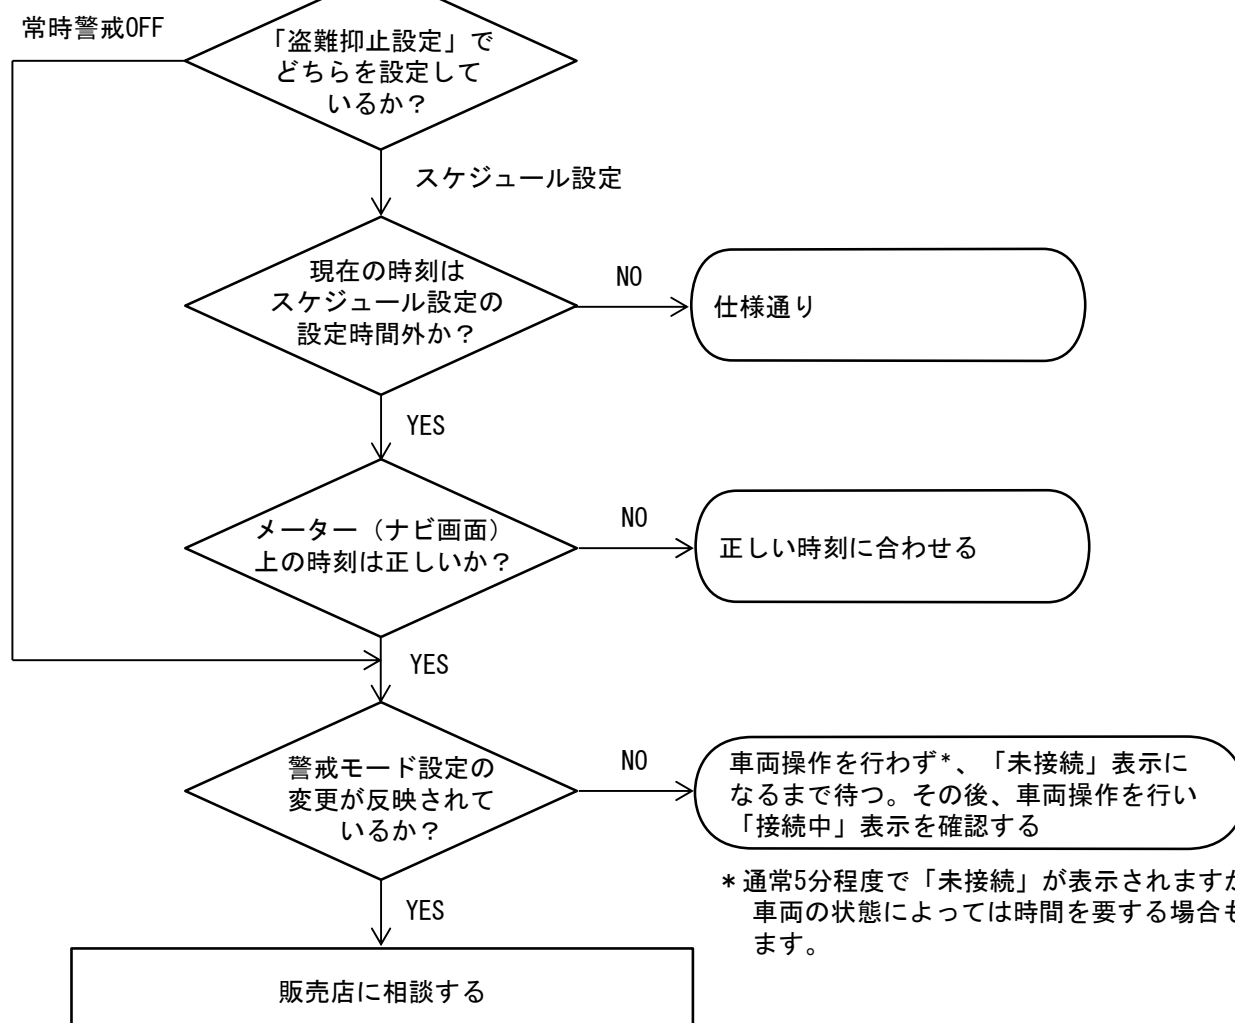 常時警戒OFF
「盗難抑止設定」で
どちらを設定して
いるか？
スケジュール設定
現在の時刻は
スケジュール設定の
設定時間外か？
NO
仕様通り
YES
メーター（ナビ画面）
上の時刻は正しいか？
NO
正しい時刻に合わせる
YES
警戒モード設定の
変更が反映されて
いるか？
NO
車両操作を行わず*、「未接続」表示に
なるまで待つ。その後、車両操作を行い
「接続中」表示を確認する
*通常5分程度で「未接続」が表示されますが
車両の状態によっては時間を要する場合も
ます。
YES
販売店に相談する